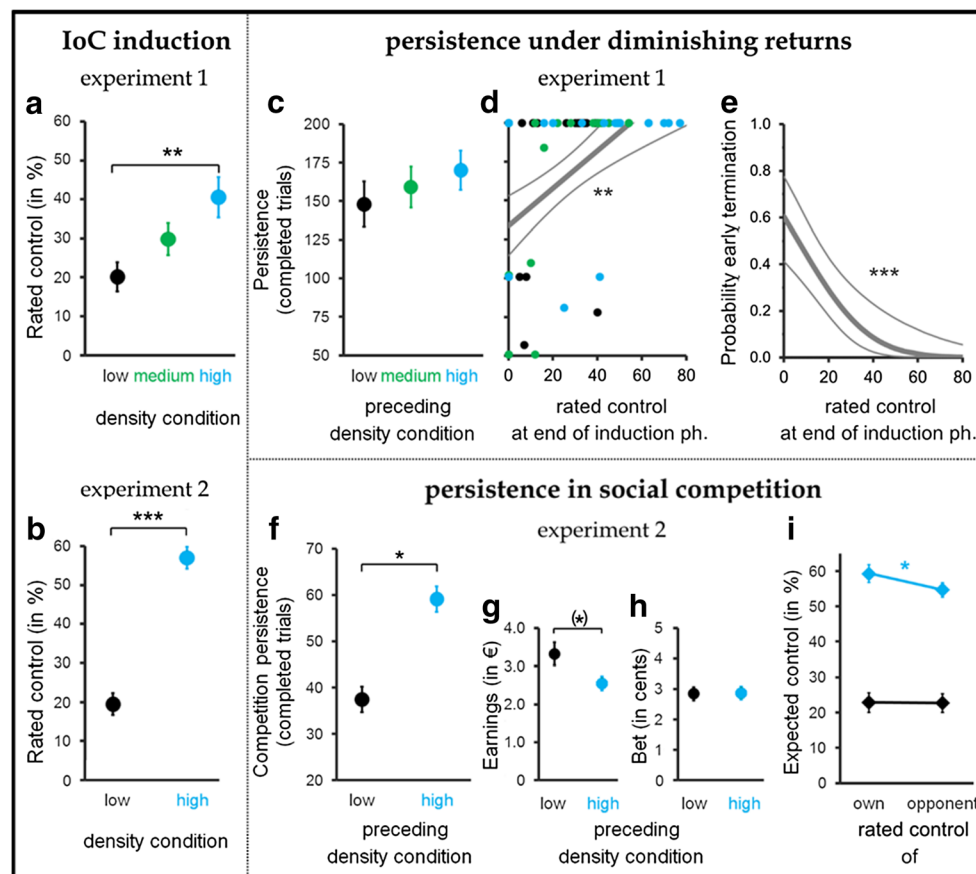 IoC induction
experiment 1
a
**
Rated control (in %)
60
50
40
30
20
10
0
low medium high
density condition
experiment 2
b
***
Rated control (in %)
60
50
40
30
20
10
0
low high
density condition
persistence under diminishing returns
experiment 1
c
Persistence
(completed trials)
200
175
150
125
100
75
50
low medium high
preceding
density condition
d
**
0 20 40 60 80
rated control
at end of induction ph.
e
Probability early termination
1.0
0.8
0.6
0.4
0.2
0.0
***
0 20 40 60 80
rated control
at end of induction ph.
persistence in social competition
experiment 2
f
*
Competition persistence
(completed trials)
70
60
50
40
30
20
low high
preceding
density condition
g
(*)
Earnings (in €)
4.0
3.0
2.0
1.0
0.0
low high
h
Bet (in cents)
5
4
3
2
1
0
low high
preceding
density condition
i
*
Expected control (in %)
60
50
40
30
20
10
0
own opponent
rated control
of